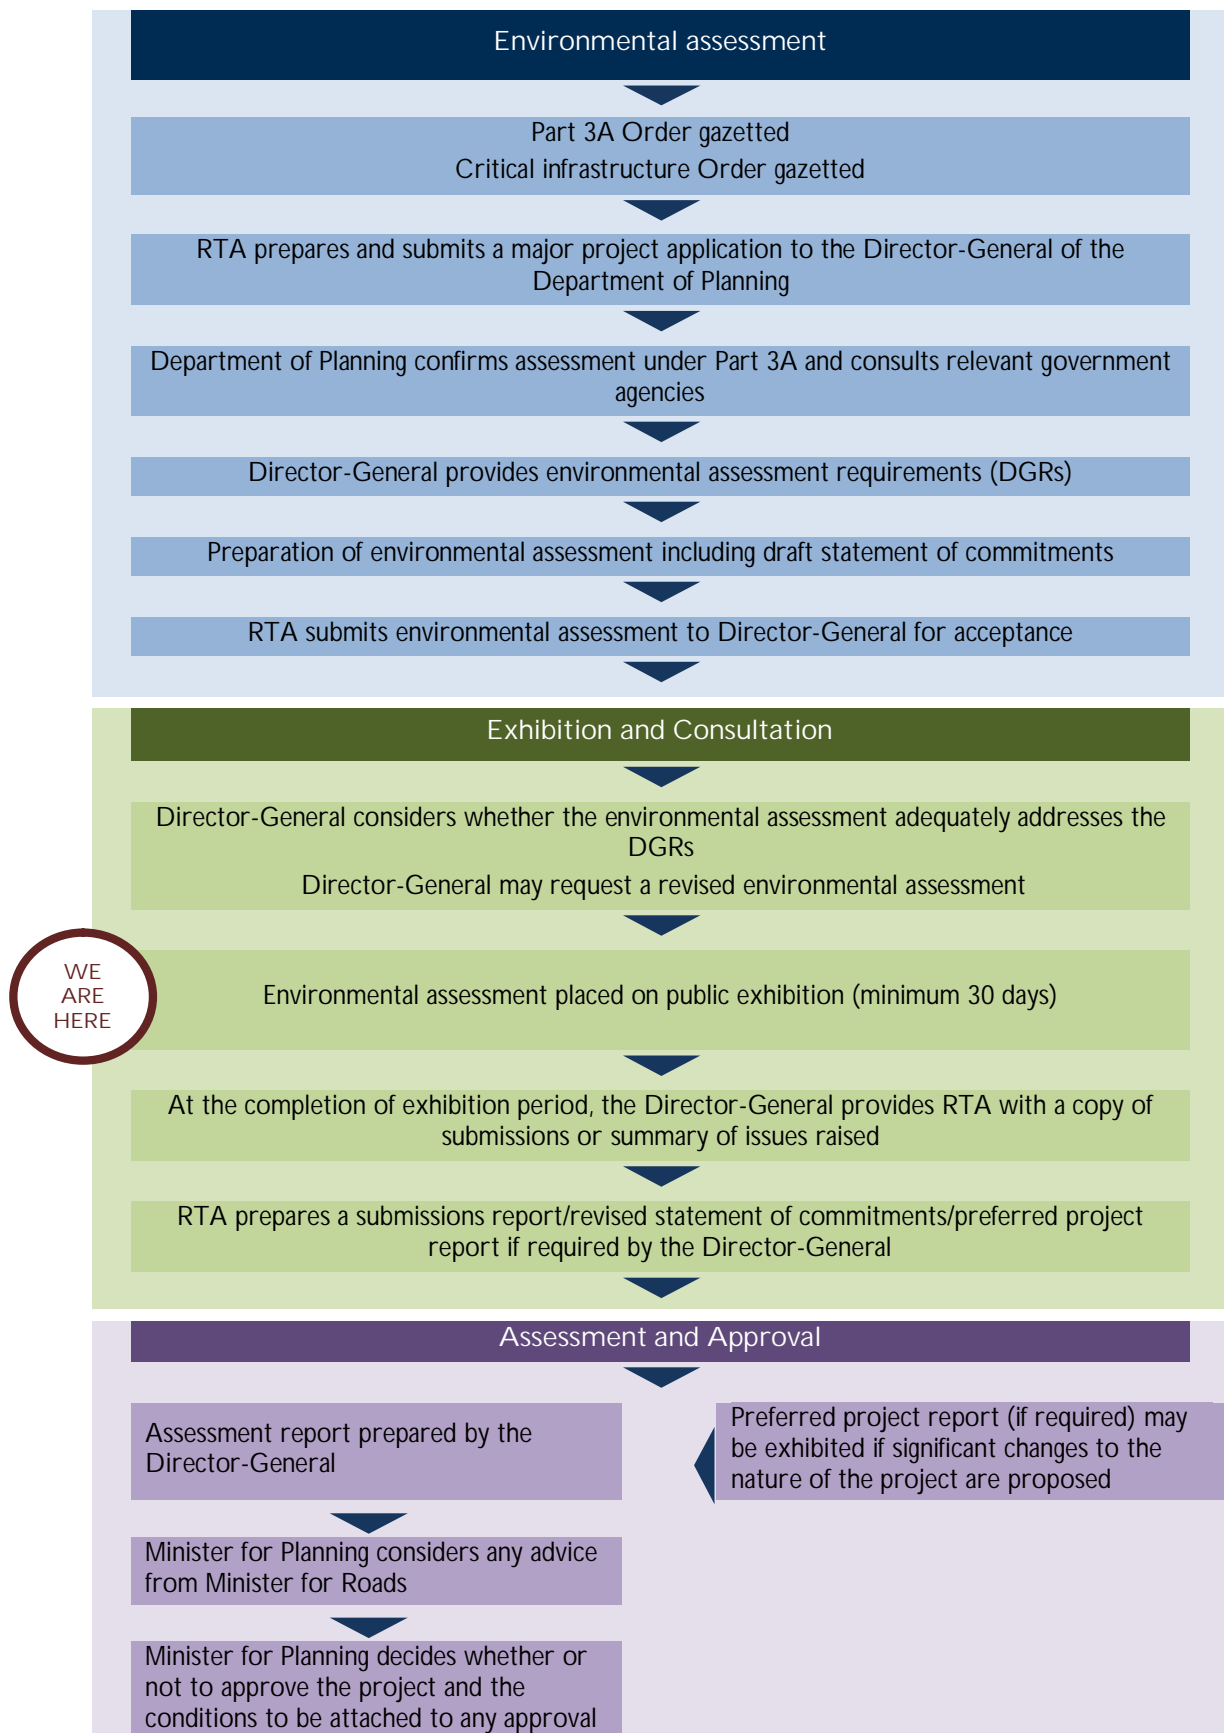 Environmental assessment
Part 3A Order gazetted
Critical infrastructure Order gazetted
RTA prepares and submits a major project application to the Director-General of the
Department of Planning
Department of Planning confirms assessment under Part 3A and consults relevant government
agencies
Director-General provides environmental assessment requirements (DGRs)
Preparation of environmental assessment including draft statement of commitments
RTA submits environmental assessment to Director-General for acceptance
Exhibition and Consultation
Director-General considers whether the environmental assessment adequately addresses the
DGRs
Director-General may request a revised environmental assessment
WE
ARE
HERE
Environmental assessment placed on public exhibition (minimum 30 days)
At the completion of exhibition period, the Director-General provides RTA with a copy of
submissions or summary of issues raised
RTA prepares a submissions report/revised statement of commitments/preferred project
report if required by the Director-General
Assessment and Approval
Assessment report prepared by the
Director-General
Preferred project report (if required) may
be exhibited if significant changes to the
nature of the project are proposed
Minister for Planning considers any advice
from Minister for Roads
Minister for Planning decides whether or
not to approve the project and the
conditions to be attached to any approval